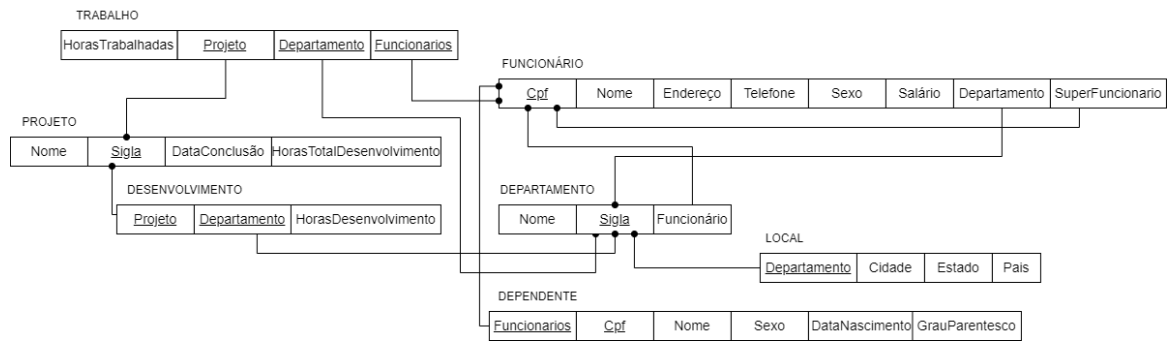 TRABALHO
HorasTrabalhadas Projeto Departamento Funcionarios
FUNCIONÁRIO
Cpf Nome Endereço Telefone Sexo Salário Departamento SuperFuncionario
PROJETO
Nome Sigla DataConclusão HorasTotalDesenvolvimento
DESENVOLVIMENTO
Projeto Departamento HorasDesenvolvimento
DEPARTAMENTO
Nome Sigla Funcionário
LOCAL
Departamento Cidade Estado Pais
DEPENDENTE
Funcionarios Cpf Nome Sexo DataNascimento GrauParentesco